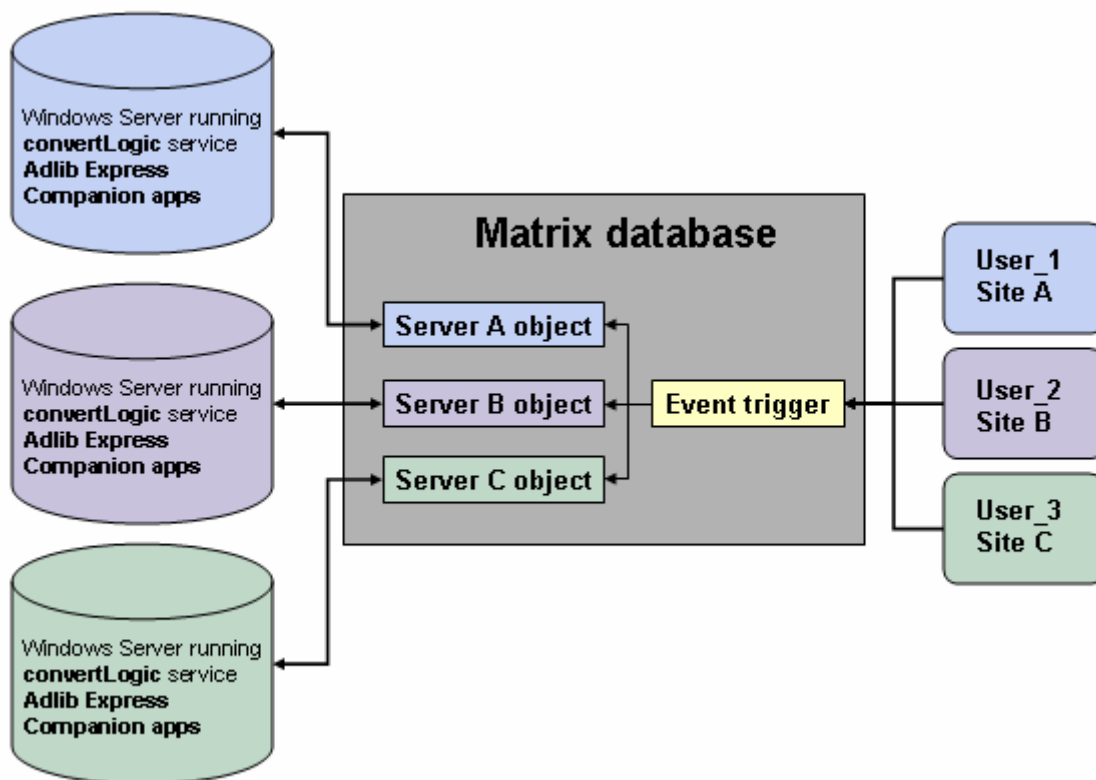 Windows Server running
convertLogic service
Adlib Express
Companion apps
Matrix database
Server A object
Server B object
Server C object
Event trigger
User_1
Site A
User_2
Site B
User_3
Site C
Windows Server running
convertLogic service
Adlib Express
Companion apps
Windows Server running
convertLogic service
Adlib Express
Companion apps